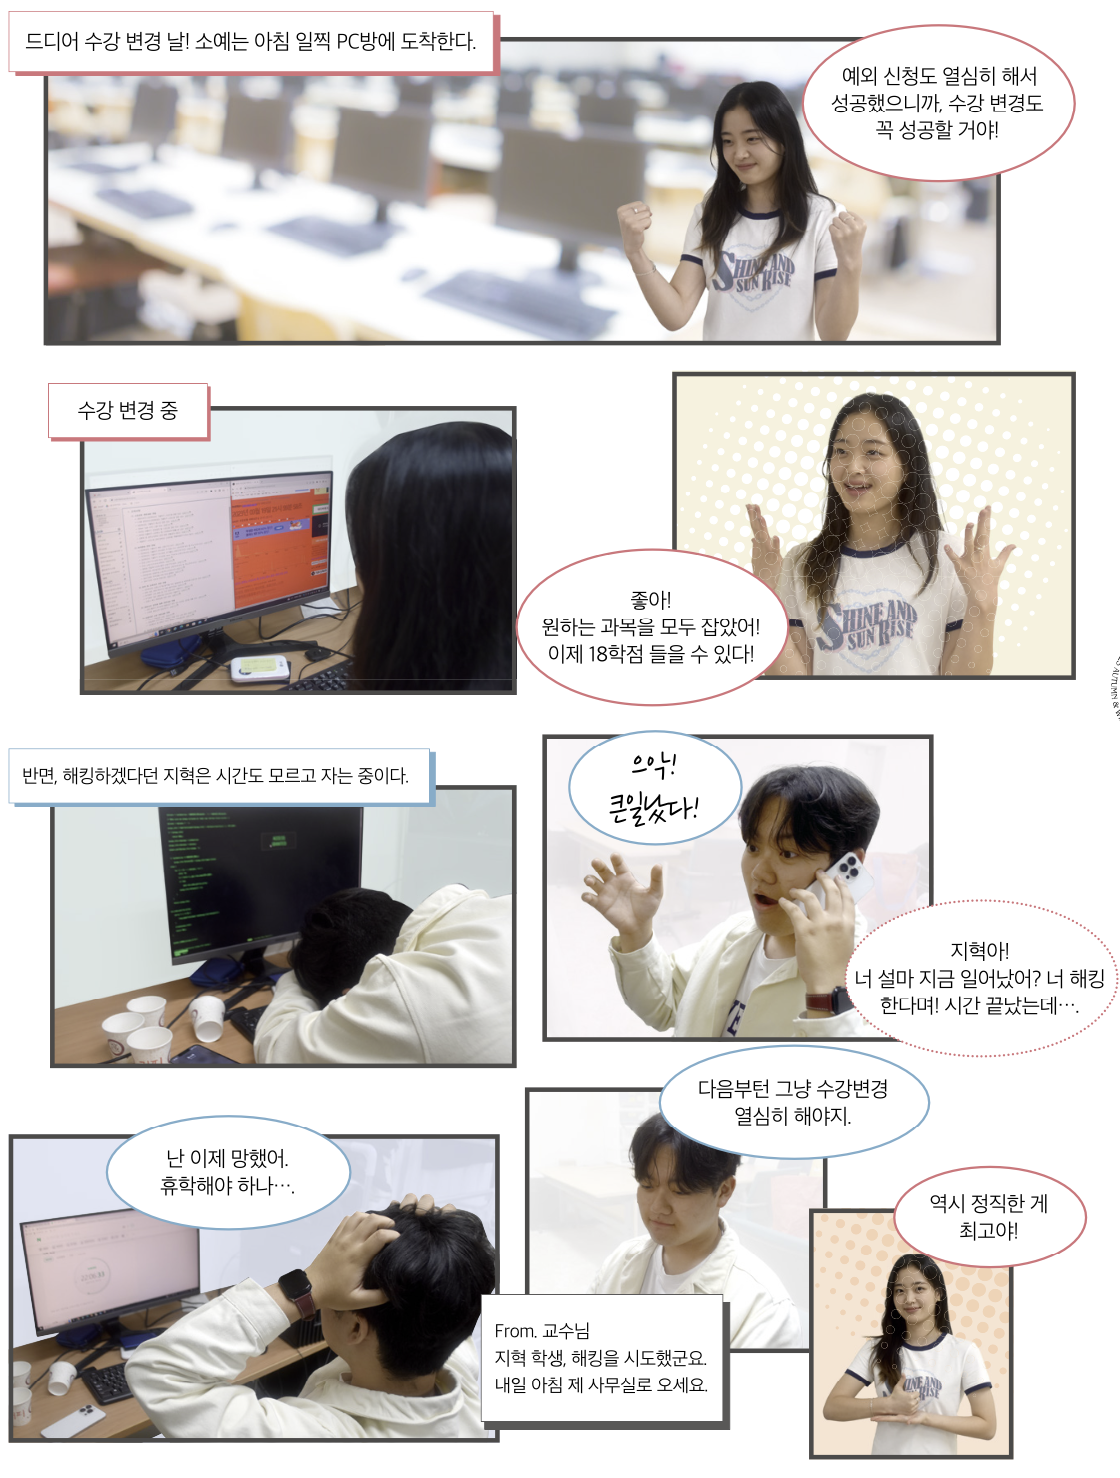 드디어 수강 변경 날! 소예는 아침 일찍 PC방에 도착한다.
예외 신청도 열심히 해서
성공했으니까, 수강 변경도
꼭 성공할 거야!
SHINE AND
SUN RISE
수강 변경 중
좋아!
원하는 과목을 모두 잡았어!
이제 18학점 들을 수 있다!
SHINE AND
SUN RISE
반면, 해킹하겠다던 지혁은 시간도 모르고 자는 중이다.
으악!
큰일났다!
지혁아!
너 설마 지금 일어났어? 너 해킹
한다며! 시간 끝났는데….
난 이제 망했어.
휴학해야 하나….
다음부턴 그냥 수강변경
열심히 해야지.
From. 교수님
지혁 학생, 해킹을 시도했군요.
내일 아침 제 사무실로 오세요.
역시 정직한 게
최고야!
AUTUMN &